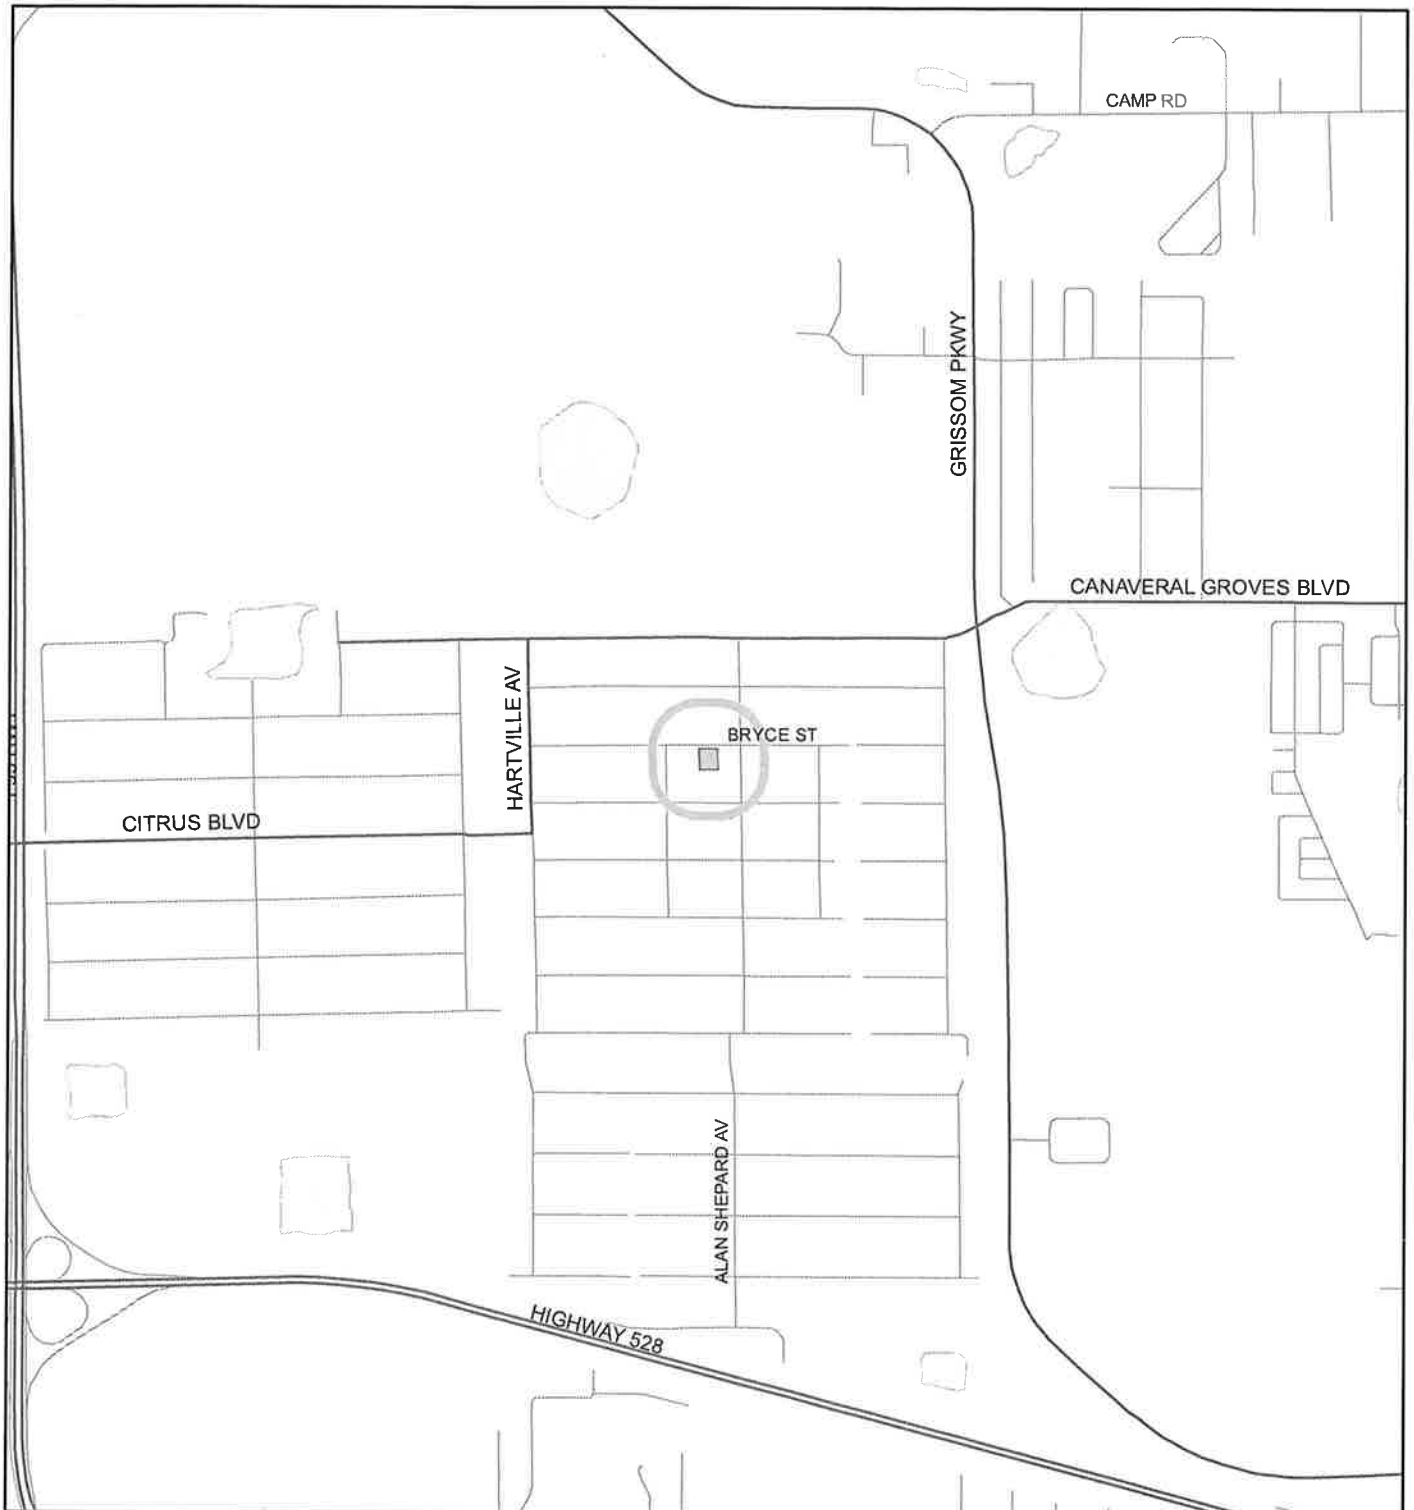 CAMP RD
GRISSOM PKWY
CANAVERAL GROVES BLVD
HARTVILLE AV
BRYCE ST
CITRUS BLVD
ALAN SHEPARD AV
HIGHWAY 528